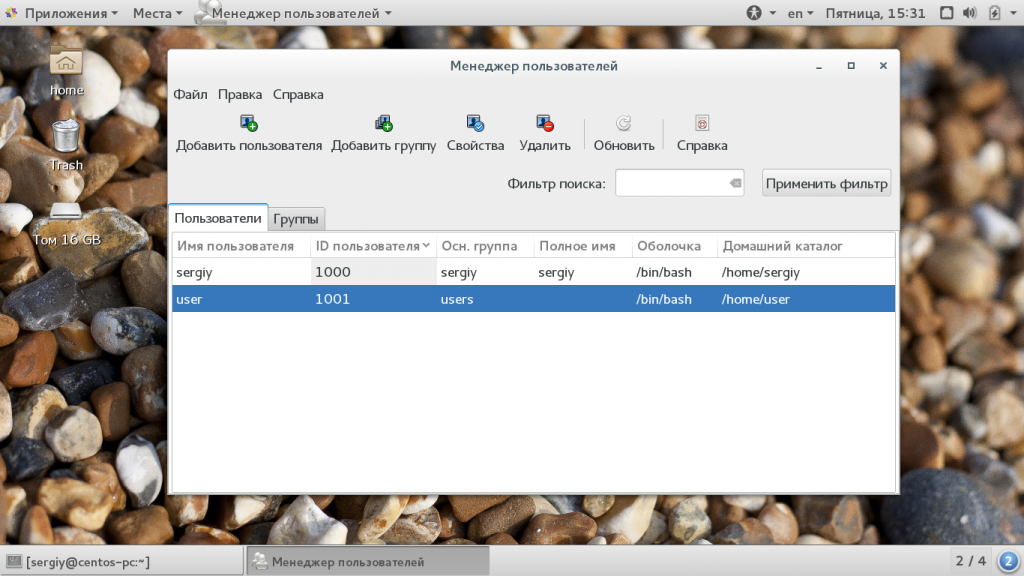 Приложения Места Менеджер пользователей en Пятница, 15:31
home
Trash
Том 16 GB
Менеджер пользователей
Файл Правка Справка
Добавить пользователя Добавить группу Свойства Удалить Обновить Справка
Фильтр поиска: Применить фильтр
Пользователи Группы
Имя пользователя ID пользователя Осн. группа Полное имя Оболочка Домашний каталог
sergiy 1000 sergiy sergiy /bin/bash /home/sergiy
user 1001 users /bin/bash /home/user
[sergiy@centos-pc:~] Менеджер пользователей 2 / 4 2